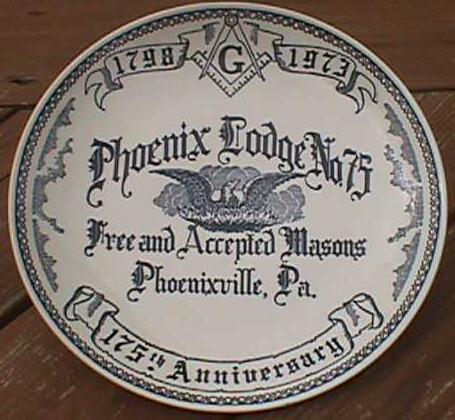 1798 G 1973
Phoenix Lodge No 75
Free and Accepted Masons
Phoenixville, Pa.
175th Anniversary